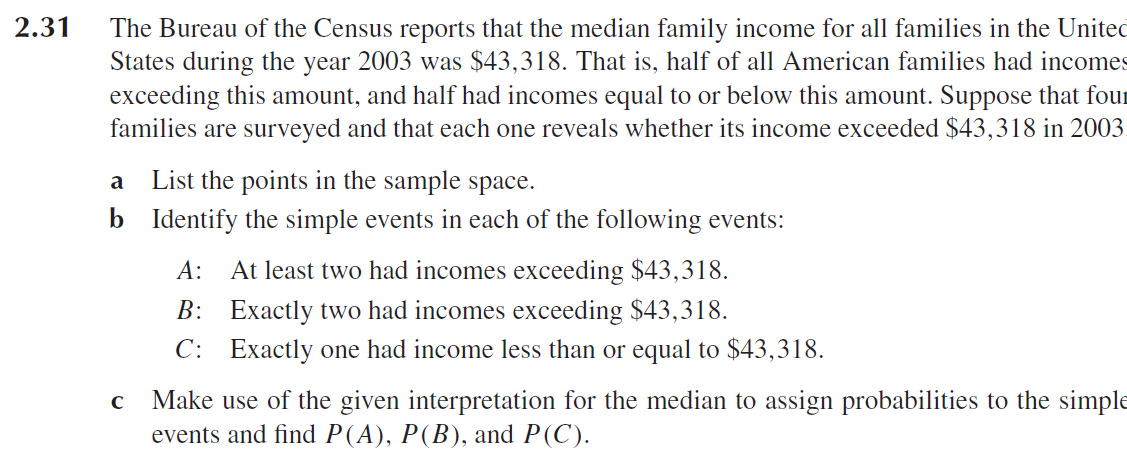 2.31 The Bureau of the Census reports that the median family income for all families in the United
States during the year 2003 was $43,318. That is, half of all American families had incomes
exceeding this amount, and half had incomes equal to or below this amount. Suppose that four
families are surveyed and that each one reveals whether its income exceeded $43,318 in 2003.
a List the points in the sample space.
b Identify the simple events in each of the following events:
A: At least two had incomes exceeding $43,318.
B: Exactly two had incomes exceeding $43,318.
C: Exactly one had income less than or equal to $43,318.
c Make use of the given interpretation for the median to assign probabilities to the simple
events and find P(A), P(B), and P(C).